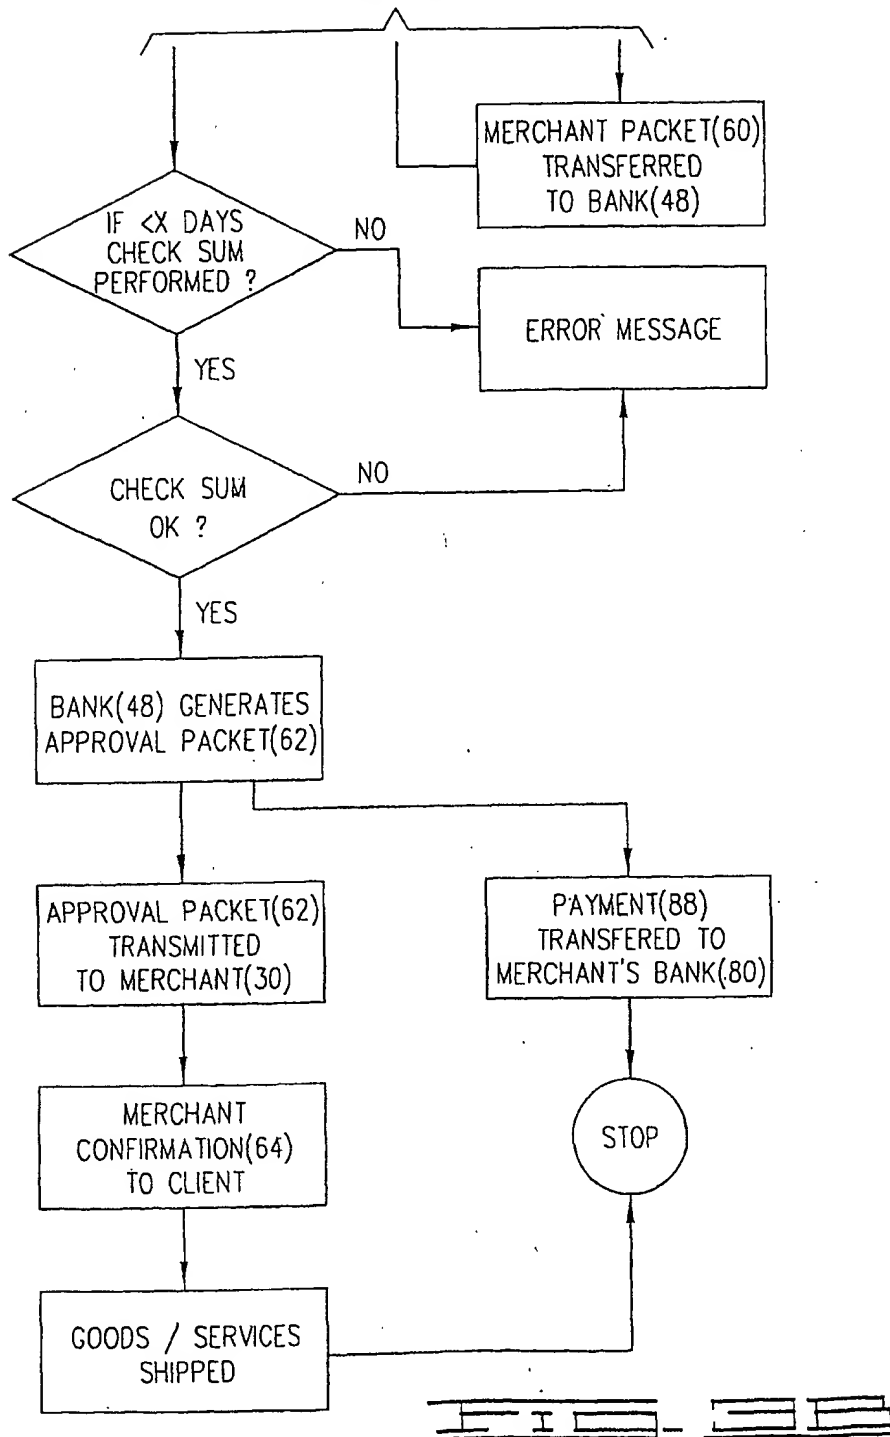 MERCHANT PACKET(60)
TRANSFERRED
TO BANK(48)
IF <X DAYS
CHECK SUM
PERFORMED ?
NO
ERROR MESSAGE
YES
CHECK SUM
OK ?
NO
YES
BANK(48) GENERATES
APPROVAL PACKET(62)
APPROVAL PACKET(62)
TRANSMITTED
TO MERCHANT(30)
PAYMENT(88)
TRANSFERED TO
MERCHANT'S BANK(80)
MERCHANT
CONFIRMATION(64)
TO CLIENT
STOP
GOODS / SERVICES
SHIPPED